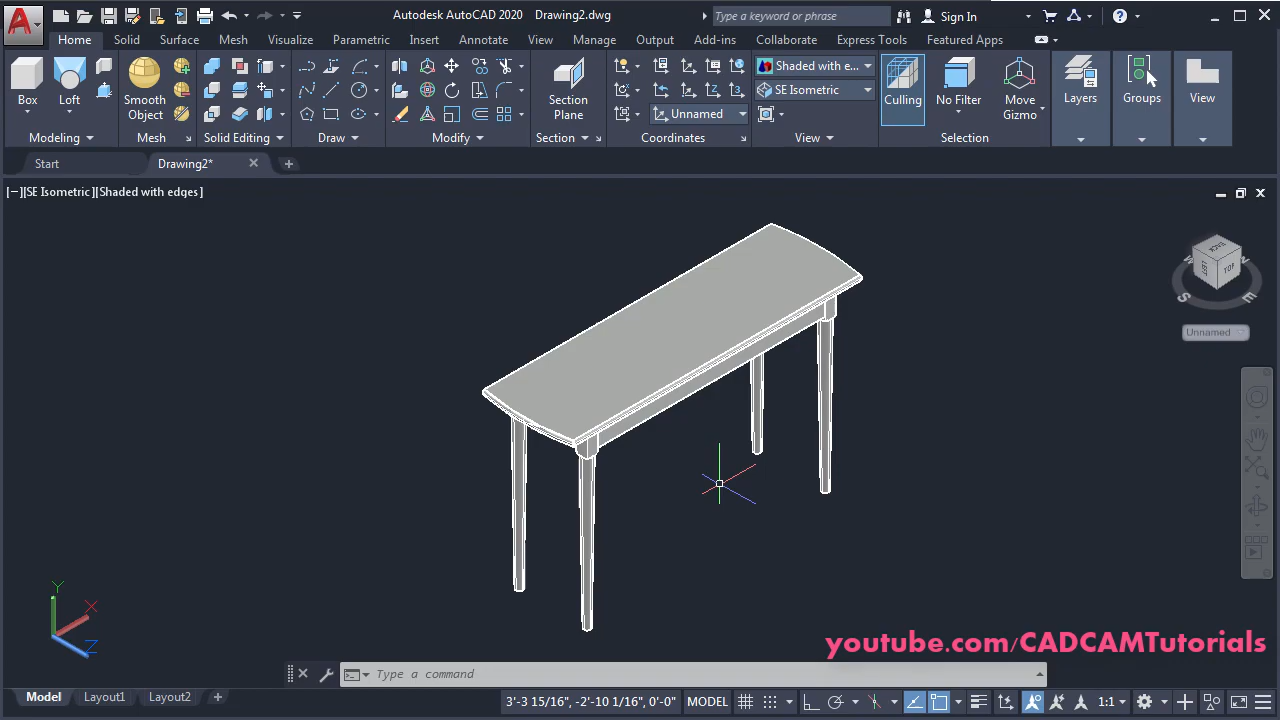 Autodesk AutoCAD 2020 Drawing2.dwg
Type a keyword or phrase
Sign In
Home Solid Surface Mesh Visualize Parametric Insert Annotate View Manage Output Add-ins Collaborate Express Tools Featured Apps
Box
Loft
Modeling
Smooth
Object
Mesh
Solid Editing
Draw
Modify
Section
Plane
Section
Unnamed
Coordinates
Shaded with e...
SE Isometric
View
Culling
No Filter
Move
Gizmo
Selection
Layers
Groups
View
Start
Drawing2*
[−][SE Isometric][Shaded with edges]
TOP
S
E
N
W
Unnamed
Y
X
Z
youtube.com/CADCAMTutorials
Type a command
Model Layout1 Layout2
3'-3 15/16", -2'-10 1/16", 0'-0" MODEL 1:1